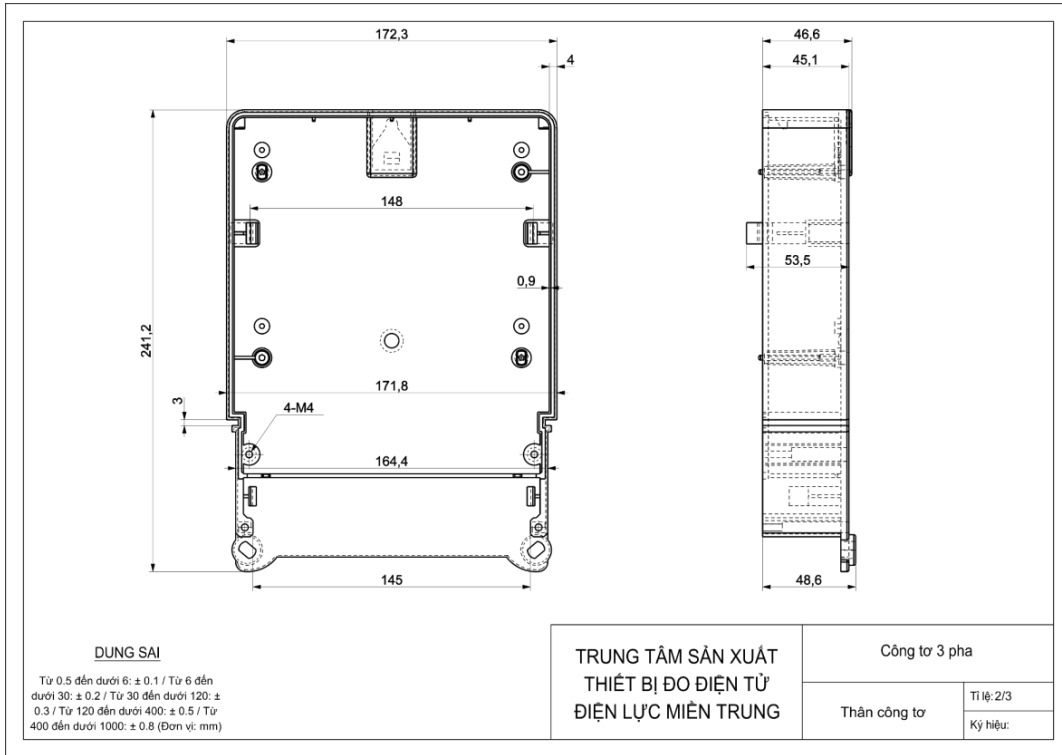 172,3
4
46,6
45,1
148
53,5
0,9
241,2
171,8
3
4-M4
164,4
145
48,6
DUNG SAI
Từ 0.5 đến dưới 6: ± 0.1 / Từ 6 đến
dưới 30: ± 0.2 / Từ 30 đến dưới 120: ±
0.3 / Từ 120 đến dưới 400: ± 0.5 / Từ
400 đến dưới 1000: ± 0.8 (Đơn vị: mm)
TRUNG TÂM SẢN XUẤT
THIẾT BỊ ĐO ĐIỆN TỬ
ĐIỆN LỰC MIỀN TRUNG
Công tơ 3 pha
Thân công tơ
Tỉ lệ: 2/3
Ký hiệu: